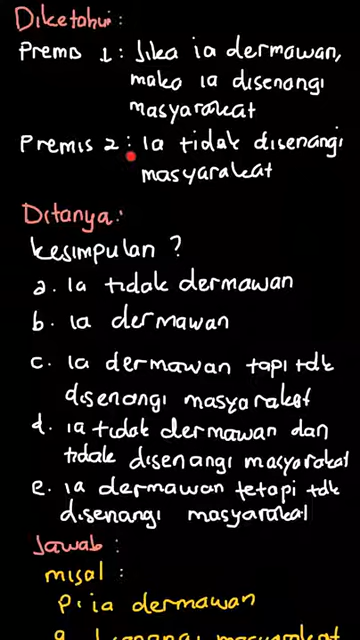 Diketahui:
Premis 1: Jika ia dermawan,
maka ia disenangi
masyarakat
Premis 2: Ia tidak disenangi
masyarakat
Ditanya:
kesimpulan?
a. Ia tidak dermawan
b. Ia dermawan
c. Ia dermawan tapi tdk
disenangi masyarakat
d. ia tidak dermawan dan
tidak disenangi masyarakat
e. ia dermawan tetapi tdk
disenangi masyarakat
Jawab:
misal:
p: ia dermawan
q. disenangi masyarakat